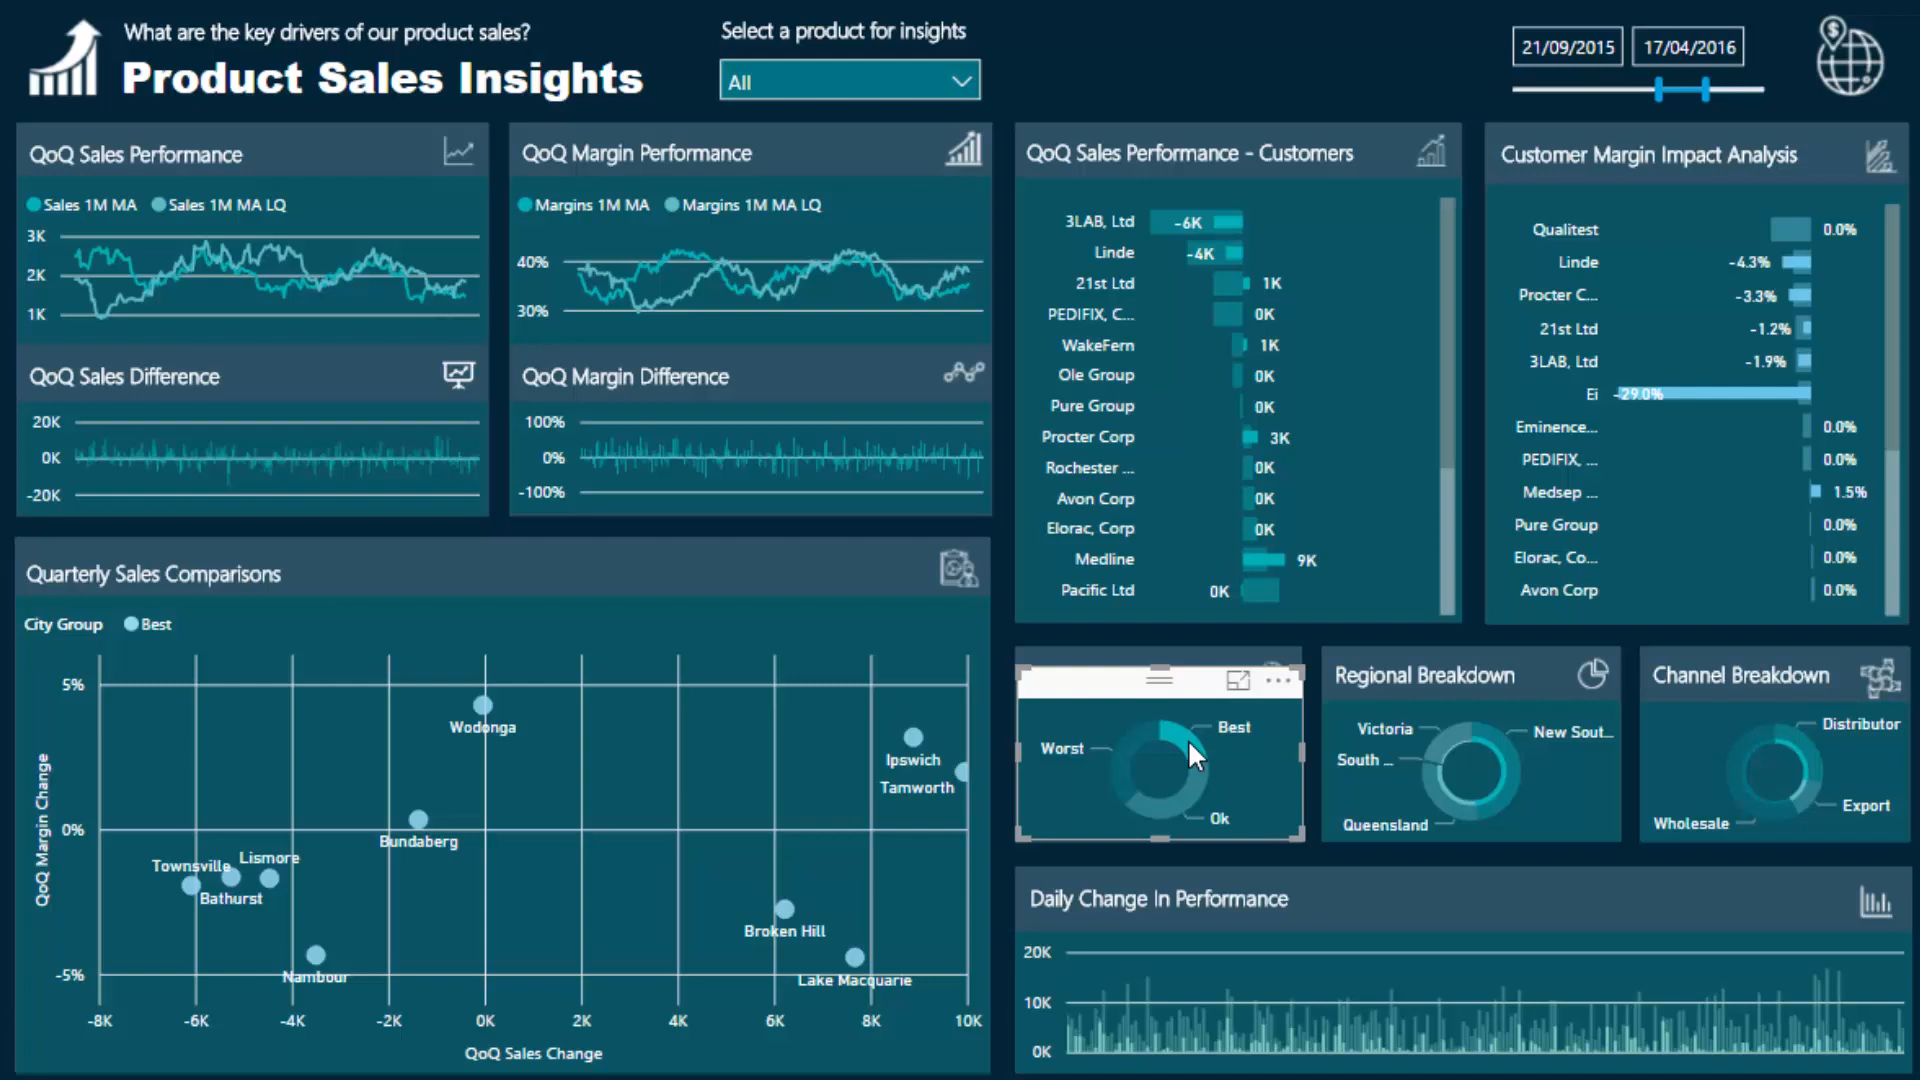 What are the key drivers of our product sales?
Product Sales Insights
Select a product for insights
All
21/09/2015
17/04/2016
$
QoQ Sales Performance
Sales 1M MA
Sales 1M MA LQ
3K
2K
1K
QoQ Sales Difference
20K
0K
-20K
QoQ Margin Performance
Margins 1M MA
Margins 1M MA LQ
40%
30%
QoQ Margin Difference
100%
0%
-100%
QoQ Sales Performance - Customers
3LAB, Ltd -6K
Linde -4K
21st Ltd 1K
PEDIFIX, C... 0K
WakeFern 1K
Ole Group 0K
Pure Group 0K
Procter Corp 3K
Rochester ... 0K
Avon Corp 0K
Elorac, Corp 0K
Medline 9K
Pacific Ltd 0K
Customer Margin Impact Analysis
Qualitest 0.0%
Linde -4.3%
Procter C... -3.3%
21st Ltd -1.2%
3LAB, Ltd -1.9%
Ei -29.0%
Eminence... 0.0%
PEDIFIX, ... 0.0%
Medsep ... 1.5%
Pure Group 0.0%
Elorac, Co... 0.0%
Avon Corp 0.0%
Quarterly Sales Comparisons
City Group
Best
QoQ Margin Change
5%
0%
-5%
Wodonga
Ipswich
Tamworth
Bundaberg
Townsville
Lismore
Bathurst
Nambour
Broken Hill
Lake Macquarie
-8K
-6K
-4K
-2K
0K
2K
4K
6K
8K
10K
QoQ Sales Change
Best
Worst
Ok
Regional Breakdown
Victoria
New Sout...
South ...
Queensland
Channel Breakdown
Distributor
Export
Wholesale
Daily Change In Performance
20K
10K
0K